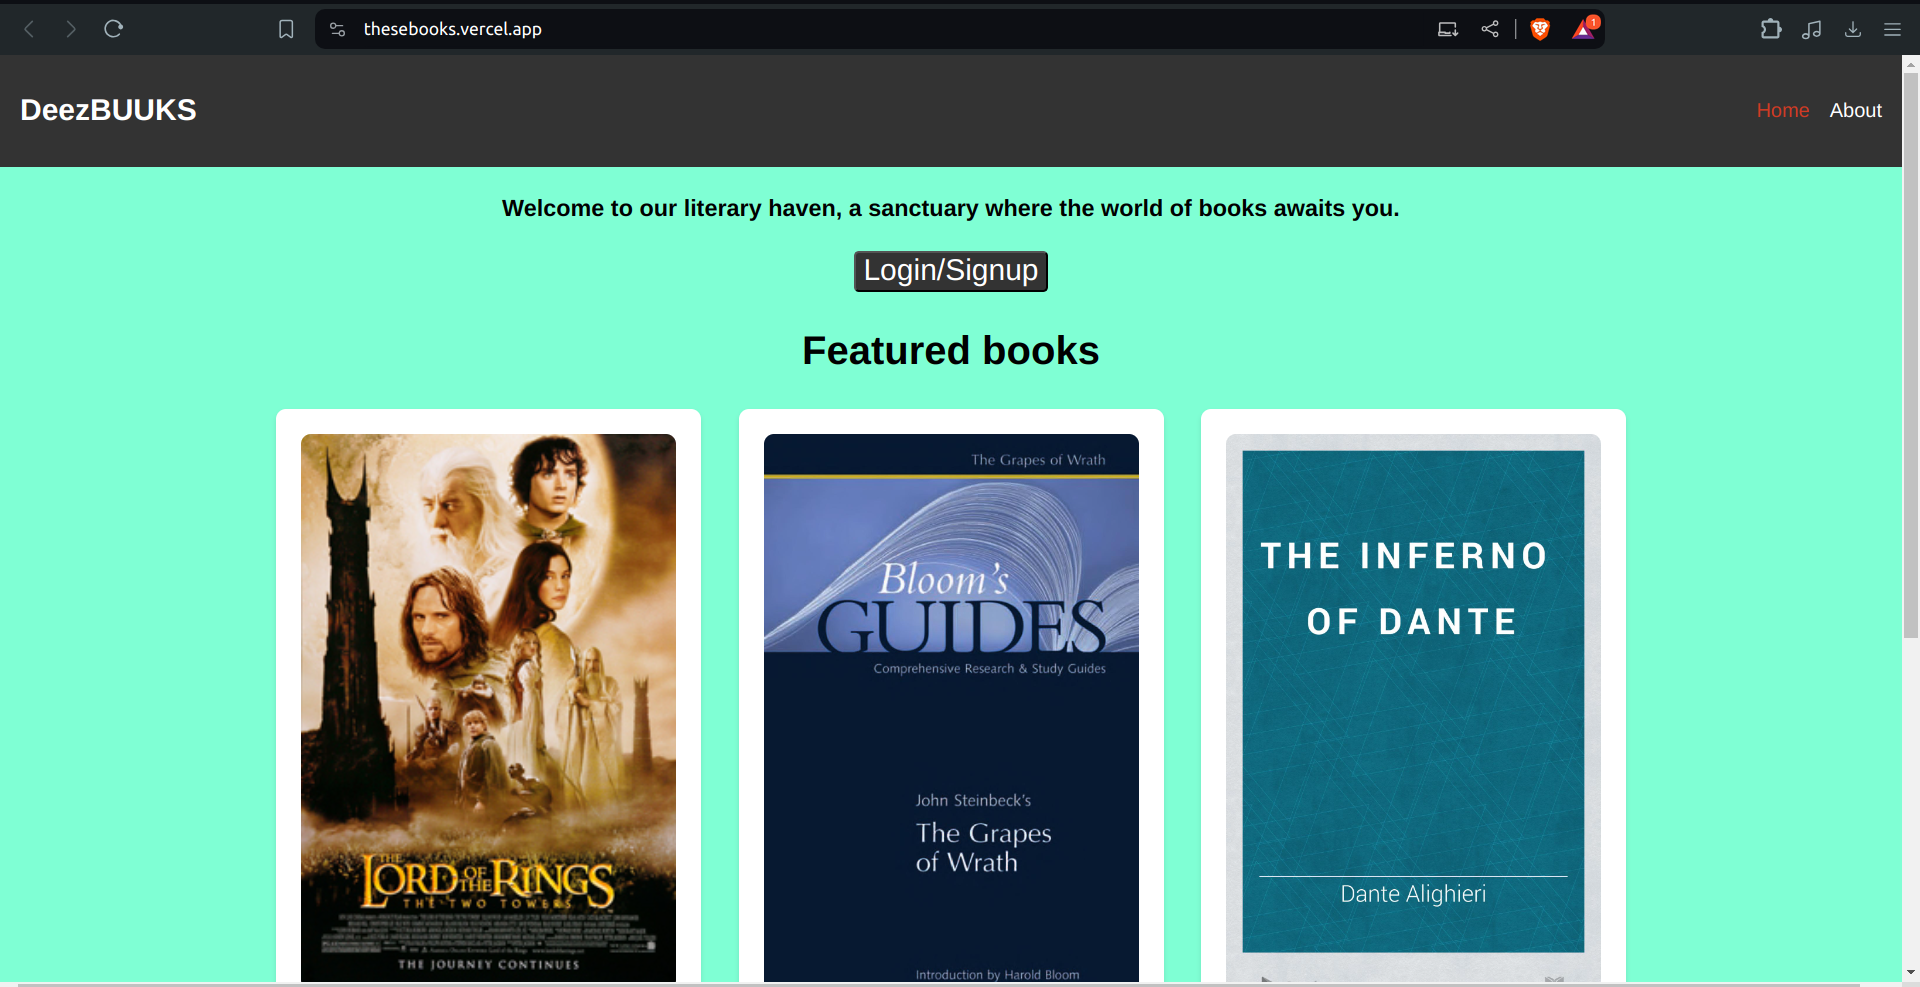 thesebooks.vercel.app
1
DeezBUUKS
Home About
Welcome to our literary haven, a sanctuary where the world of books awaits you.
Login/Signup
Featured books
THE
LORD OF THE RINGS
THE TWO TOWERS
THE JOURNEY CONTINUES
The Grapes of Wrath
Bloom's
GUIDES
Comprehensive Research & Study Guides
John Steinbeck's
The Grapes
of Wrath
Introduction by Harold Bloom
THE INFERNO
OF DANTE
Dante Alighieri